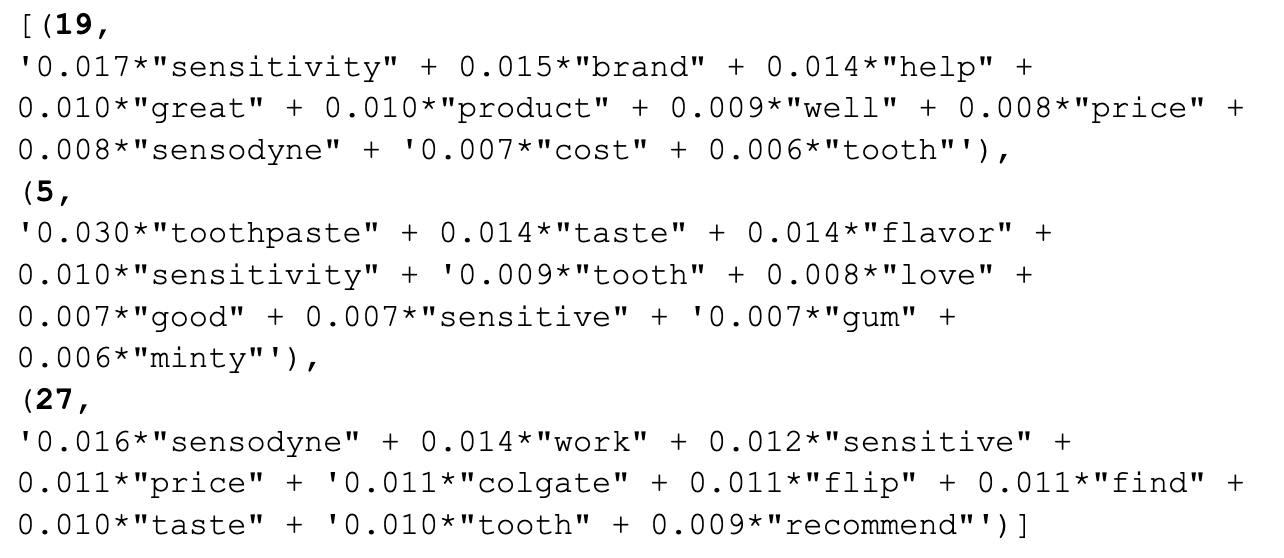 [(19,
'0.017*"sensitivity" + 0.015*"brand" + 0.014*"help" +
0.010*"great" + 0.010*"product" + 0.009*"well" + 0.008*"price" +
0.008*"sensodyne" + '0.007*"cost" + 0.006*"tooth"'),
(5,
'0.030*"toothpaste" + 0.014*"taste" + 0.014*"flavor" +
0.010*"sensitivity" + '0.009*"tooth" + 0.008*"love" +
0.007*"good" + 0.007*"sensitive" + '0.007*"gum" +
0.006*"minty"'),
(27,
'0.016*"sensodyne" + 0.014*"work" + 0.012*"sensitive" +
0.011*"price" + '0.011*"colgate" + 0.011*"flip" + 0.011*"find" +
0.010*"taste" + '0.010*"tooth" + 0.009*"recommend"')]